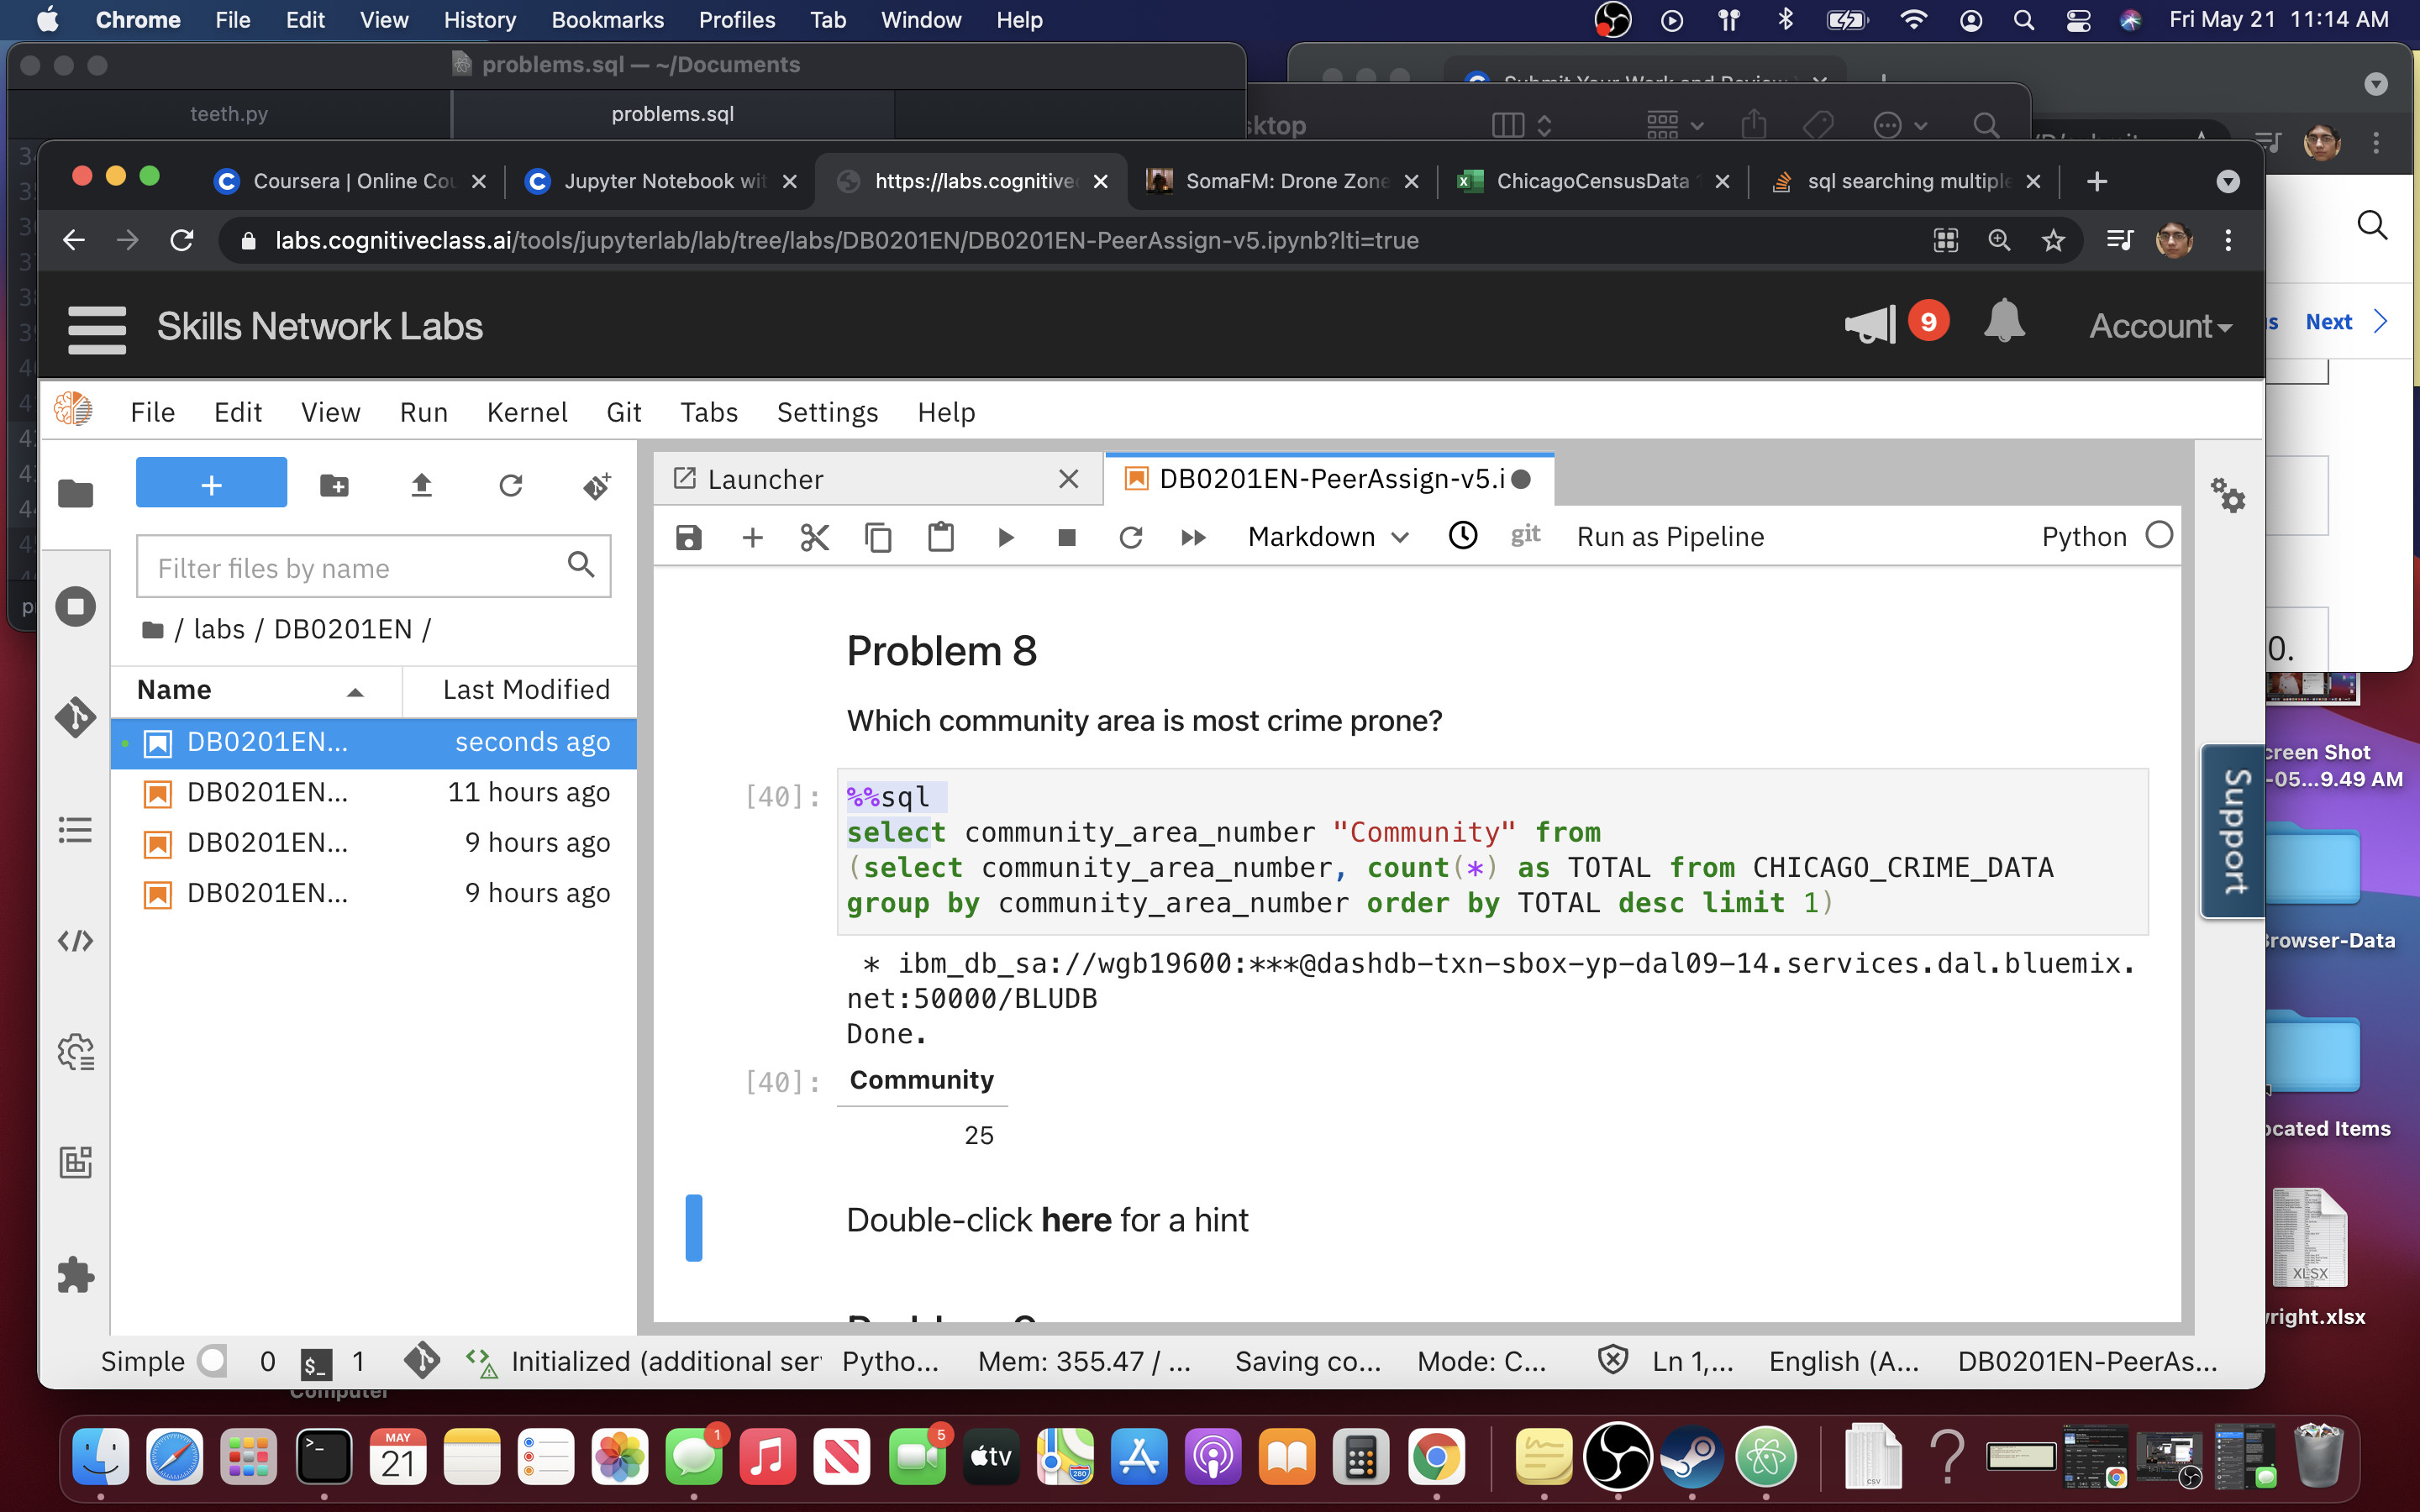 Chrome File Edit View History Bookmarks Profiles Tab Window Help
Fri May 21 11:14 AM
problems.sql — ~/Documents
teeth.py
problems.sql
Submit Your Work and Review
sktop
Coursera | Online Cou
Jupyter Notebook wit
https://labs.cognitive
SomaFM: Drone Zone
ChicagoCensusData
sql searching multiple
labs.cognitiveclass.ai/tools/jupyterlab/lab/tree/labs/DB0201EN/DB0201EN-PeerAssign-v5.ipynb?lti=true
Skills Network Labs
9
Account
Next
File Edit View Run Kernel Git Tabs Settings Help
+
Launcher
DB0201EN-PeerAssign-v5.i
Markdown
git
Run as Pipeline
Python
Filter files by name
/ labs / DB0201EN /
Name
Last Modified
DB0201EN... seconds ago
DB0201EN... 11 hours ago
DB0201EN... 9 hours ago
DB0201EN... 9 hours ago
Problem 8
Which community area is most crime prone?
[40]:
%%sql
select community_area_number "Community" from
(select community_area_number, count(*) as TOTAL from CHICAGO_CRIME_DATA
group by community_area_number order by TOTAL desc limit 1)
* ibm_db_sa://wgb19600:***@dashdb-txn-sbox-yp-dal09-14.services.dal.bluemix.
net:50000/BLUDB
Done.
[40]:
Community
25
Double-click here for a hint
Support
0.
creen Shot
-05...9.49 AM
Browser-Data
ocated Items
XLSX
right.xlsx
Simple 0 $_ 1 Initialized (additional ser Pytho... Mem: 355.47 / ... Saving co... Mode: C... Ln 1,... English (A... DB0201EN-PeerAs...
Computer
MAY
21
1
5
tv
280
CSV